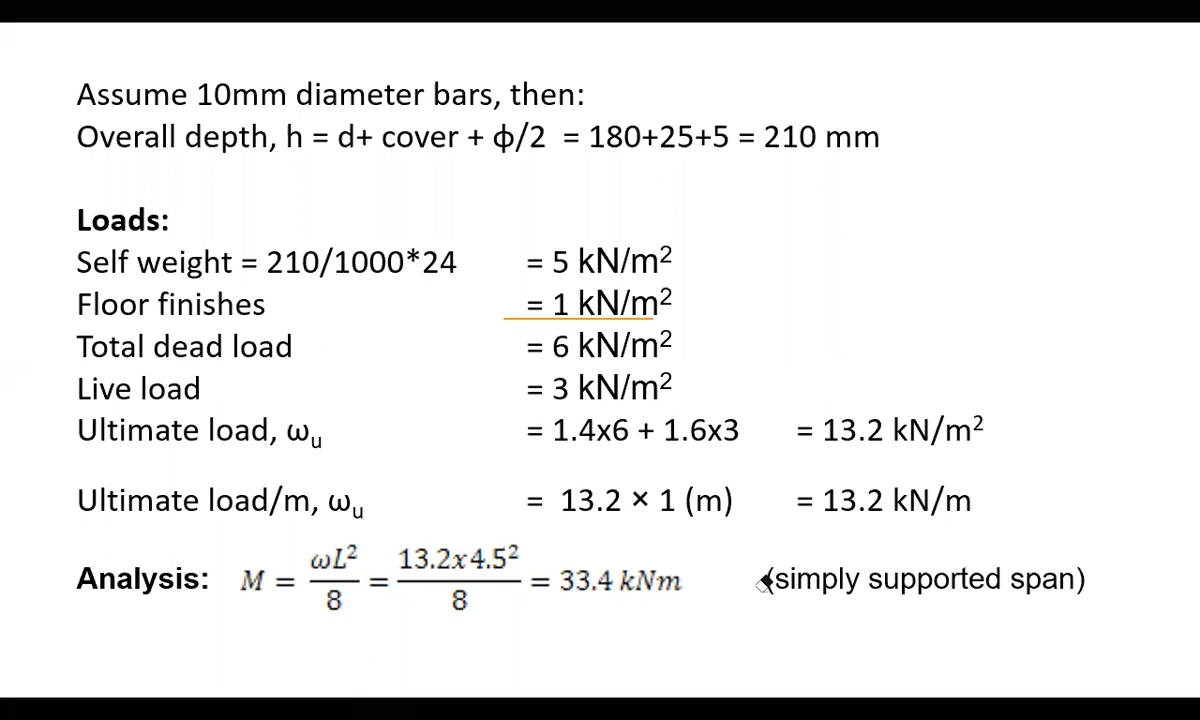 Assume 10mm diameter bars, then:
Overall depth, h = d+ cover + ϕ/2 = 180+25+5 = 210 mm
Loads:
Self weight = 210/1000*24 = 5 kN/m²
Floor finishes = 1 kN/m²
Total dead load = 6 kN/m²
Live load = 3 kN/m²
Ultimate load, ωᵤ = 1.4x6 + 1.6x3 = 13.2 kN/m²
Ultimate load/m, ωᵤ = 13.2 × 1 (m) = 13.2 kN/m
Analysis: M = ωL²/8 = 13.2x4.5²/8 = 33.4 kNm (simply supported span)